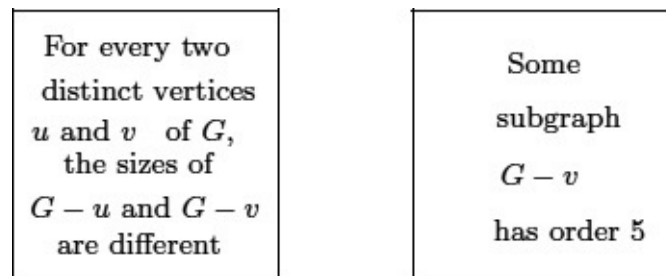 For every two
distinct vertices
u and v of G,
the sizes of
G − u and G − v
are different
Some
subgraph
G − v
has order 5